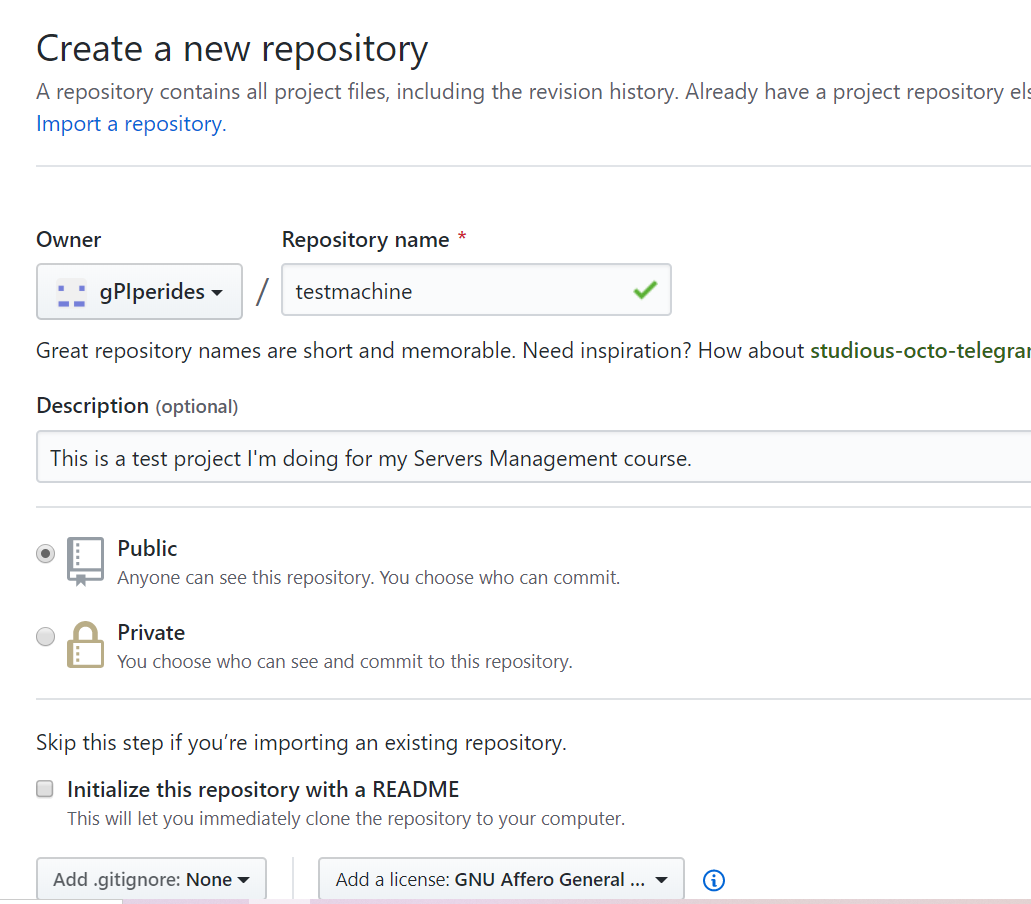 Create a new repository
A repository contains all project files, including the revision history. Already have a project repository
Import a repository.
Owner
Repository name *
gPIperides
/
testmachine
Great repository names are short and memorable. Need inspiration? How about studious-octo-telegram
Description (optional)
This is a test project I'm doing for my Servers Management course.
Public
Anyone can see this repository. You choose who can commit.
Private
You choose who can see and commit to this repository.
Skip this step if you’re importing an existing repository.
Initialize this repository with a README
This will let you immediately clone the repository to your computer.
Add .gitignore: None
Add a license: GNU Affero General ...